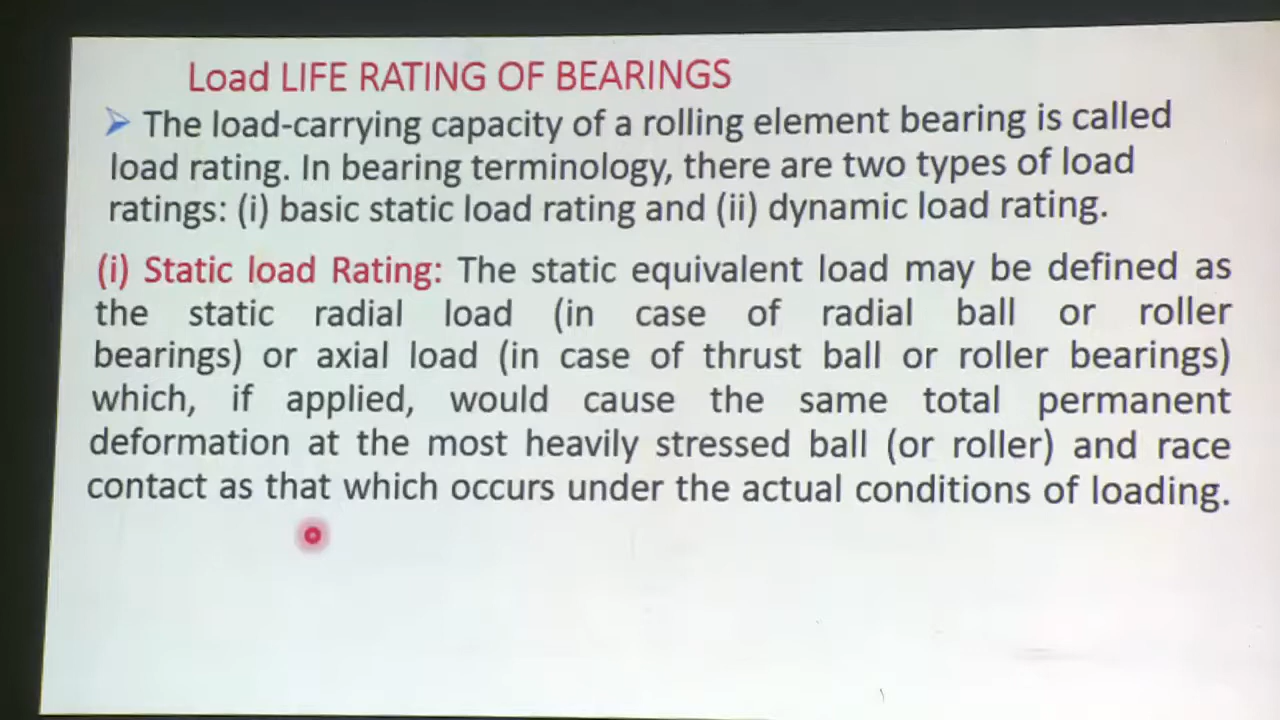 Load LIFE RATING OF BEARINGS
The load-carrying capacity of a rolling element bearing is called
load rating. In bearing terminology, there are two types of load
ratings: (i) basic static load rating and (ii) dynamic load rating.
(i) Static load Rating: The static equivalent load may be defined as
the static radial load (in case of radial ball or roller
bearings) or axial load (in case of thrust ball or roller bearings)
which, if applied, would cause the same total permanent
deformation at the most heavily stressed ball (or roller) and race
contact as that which occurs under the actual conditions of loading.